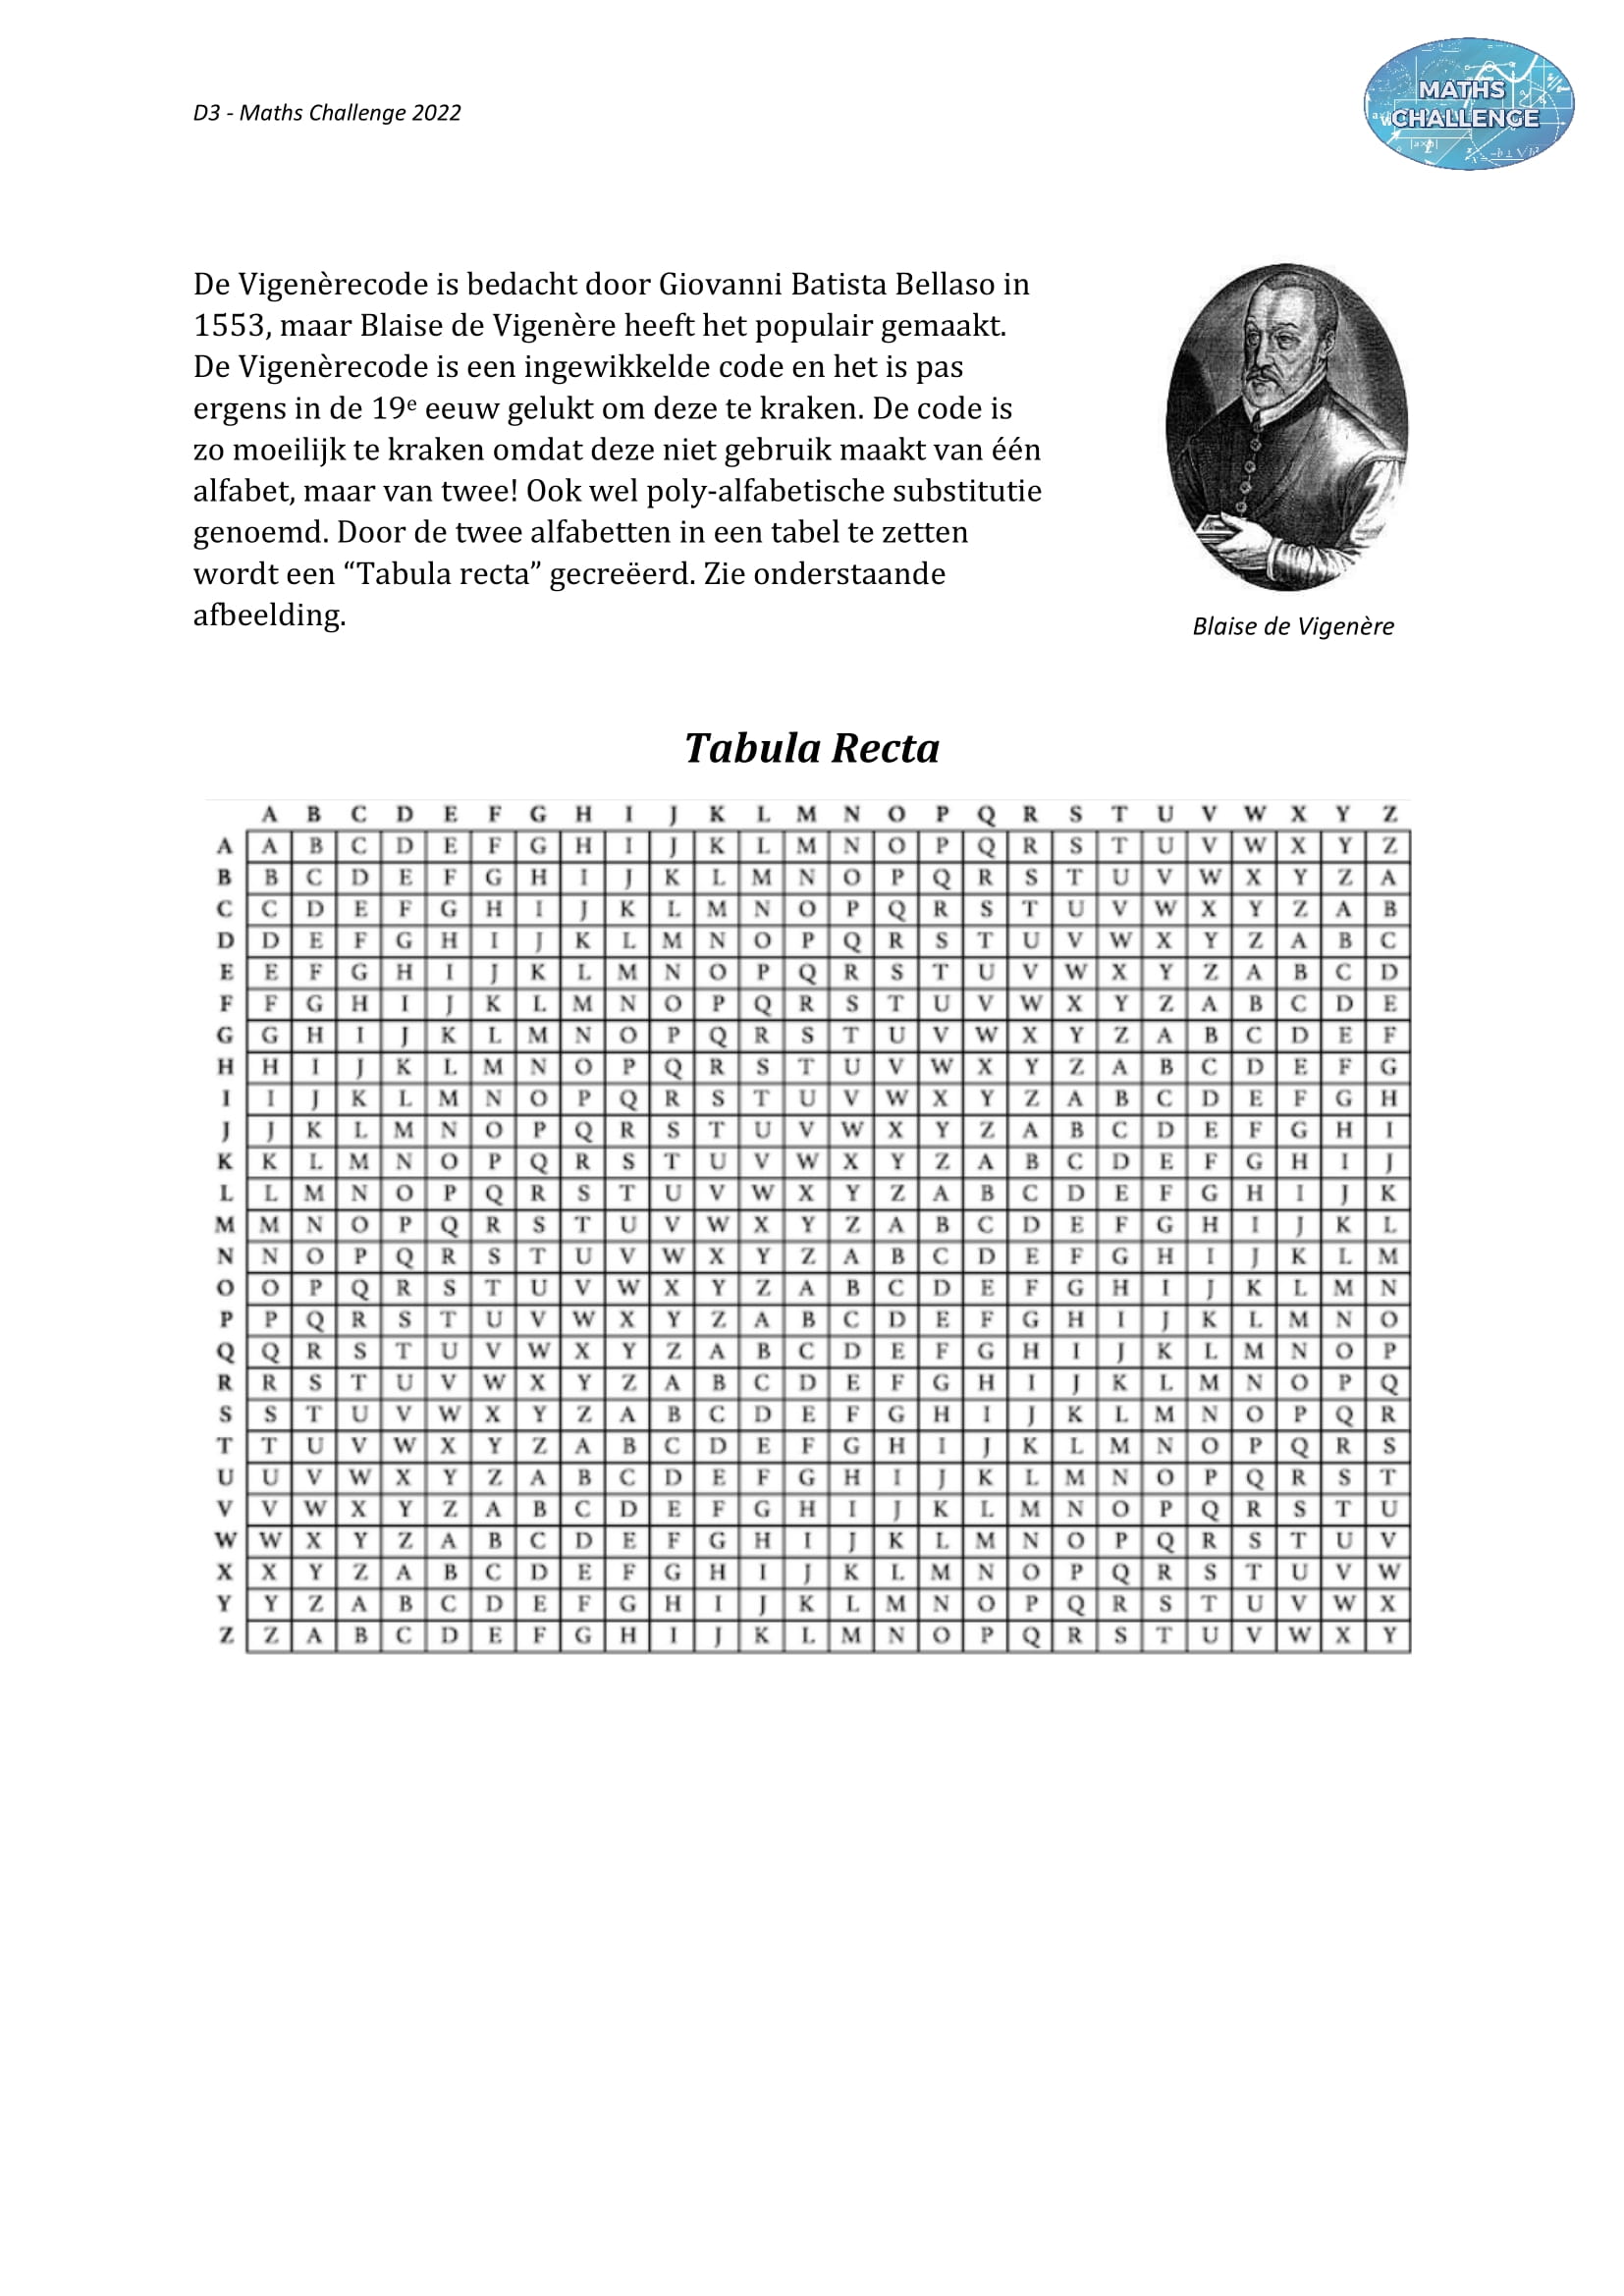 D3 - Maths Challenge 2022
MATHS
CHALLENGE
De Vigenèrecode is bedacht door Giovanni Batista Bellaso in
1553, maar Blaise de Vigenère heeft het populair gemaakt.
De Vigenèrecode is een ingewikkelde code en het is pas
ergens in de 19e eeuw gelukt om deze te kraken. De code is
zo moeilijk te kraken omdat deze niet gebruik maakt van één
alfabet, maar van twee! Ook wel poly-alfabetische substitutie
genoemd. Door de twee alfabetten in een tabel te zetten
wordt een “Tabula recta” gecreëerd. Zie onderstaande
afbeelding.
Blaise de Vigenère
Tabula Recta
A B C D E F G H I J K L M N O P Q R S T U V W X Y Z
A A B C D E F G H I J K L M N O P Q R S T U V W X Y Z
B B C D E F G H I J K L M N O P Q R S T U V W X Y Z A
C C D E F G H I J K L M N O P Q R S T U V W X Y Z A B
D D E F G H I J K L M N O P Q R S T U V W X Y Z A B C
E E F G H I J K L M N O P Q R S T U V W X Y Z A B C D
F F G H I J K L M N O P Q R S T U V W X Y Z A B C D E
G G H I J K L M N O P Q R S T U V W X Y Z A B C D E F
H H I J K L M N O P Q R S T U V W X Y Z A B C D E F G
I I J K L M N O P Q R S T U V W X Y Z A B C D E F G H
J J K L M N O P Q R S T U V W X Y Z A B C D E F G H I
K K L M N O P Q R S T U V W X Y Z A B C D E F G H I J
L L M N O P Q R S T U V W X Y Z A B C D E F G H I J K
M M N O P Q R S T U V W X Y Z A B C D E F G H I J K L
N N O P Q R S T U V W X Y Z A B C D E F G H I J K L M
O O P Q R S T U V W X Y Z A B C D E F G H I J K L M N
P P Q R S T U V W X Y Z A B C D E F G H I J K L M N O
Q Q R S T U V W X Y Z A B C D E F G H I J K L M N O P
R R S T U V W X Y Z A B C D E F G H I J K L M N O P Q
S S T U V W X Y Z A B C D E F G H I J K L M N O P Q R
T T U V W X Y Z A B C D E F G H I J K L M N O P Q R S
U U V W X Y Z A B C D E F G H I J K L M N O P Q R S T
V V W X Y Z A B C D E F G H I J K L M N O P Q R S T U
W W X Y Z A B C D E F G H I J K L M N O P Q R S T U V
X X Y Z A B C D E F G H I J K L M N O P Q R S T U V W
Y Y Z A B C D E F G H I J K L M N O P Q R S T U V W X
Z Z A B C D E F G H I J K L M N O P Q R S T U V W X Y